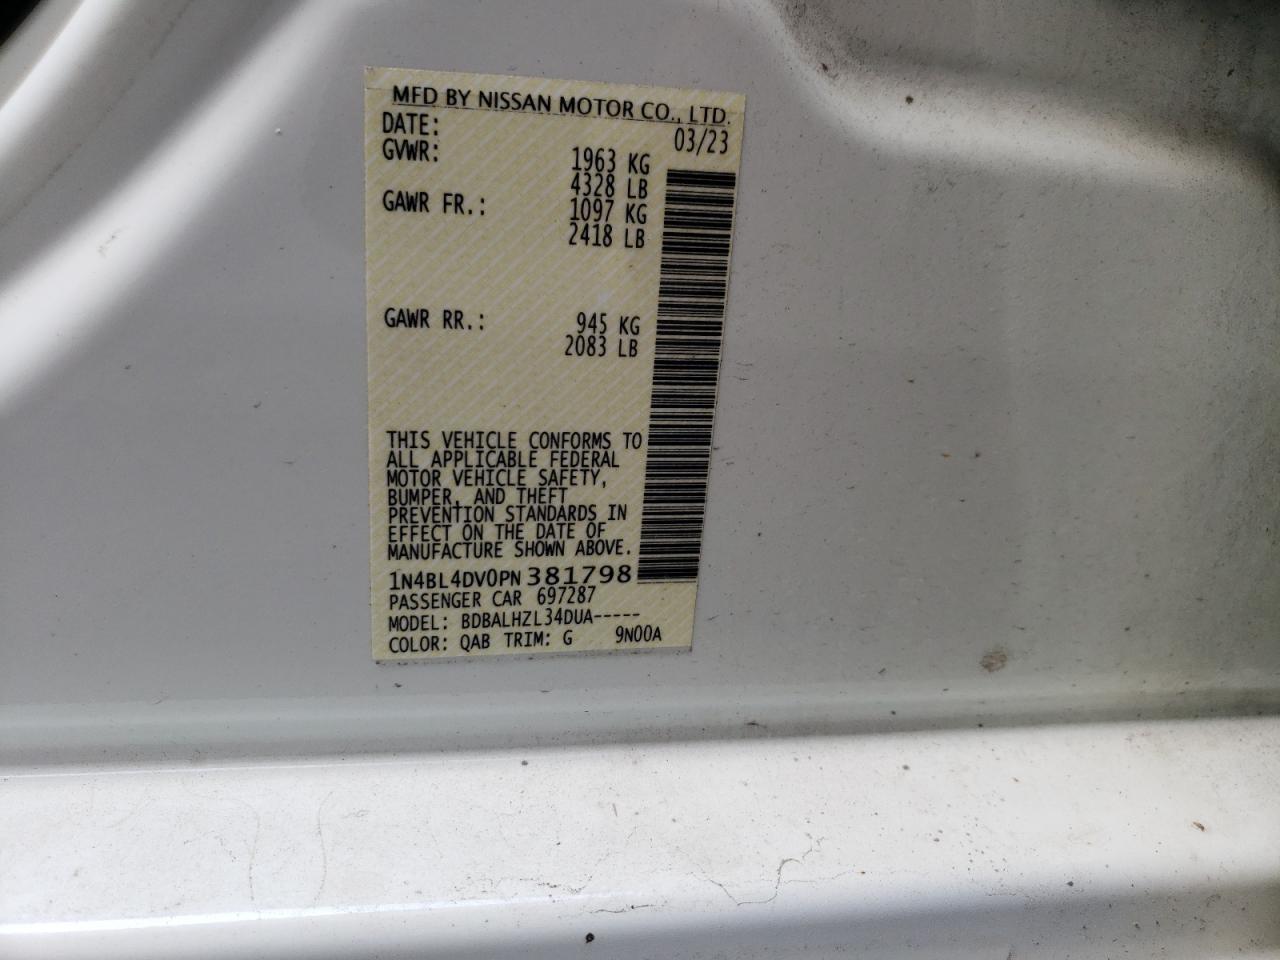 MFD BY NISSAN MOTOR CO., LTD.
DATE: 03/23
GVWR: 1963 KG
4328 LB
GAWR FR.: 1097 KG
2418 LB
GAWR RR.: 945 KG
2083 LB
THIS VEHICLE CONFORMS TO
ALL APPLICABLE FEDERAL
MOTOR VEHICLE SAFETY,
BUMPER, AND THEFT
PREVENTION STANDARDS IN
EFFECT ON THE DATE OF
MANUFACTURE SHOWN ABOVE.
1N4BL4DV0PN381798
PASSENGER CAR 697287
MODEL: BDBALHZL34DUA-----
COLOR: QAB TRIM: G 9N00A